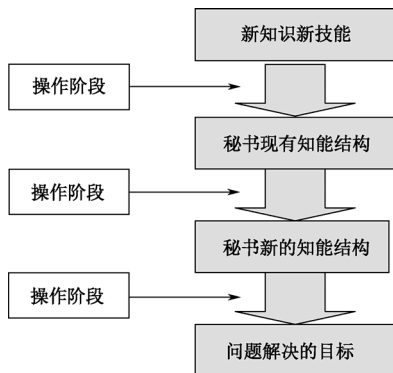 新知识新技能
操作阶段
秘书现有知能结构
操作阶段
秘书新的知能结构
操作阶段
问题解决的目标